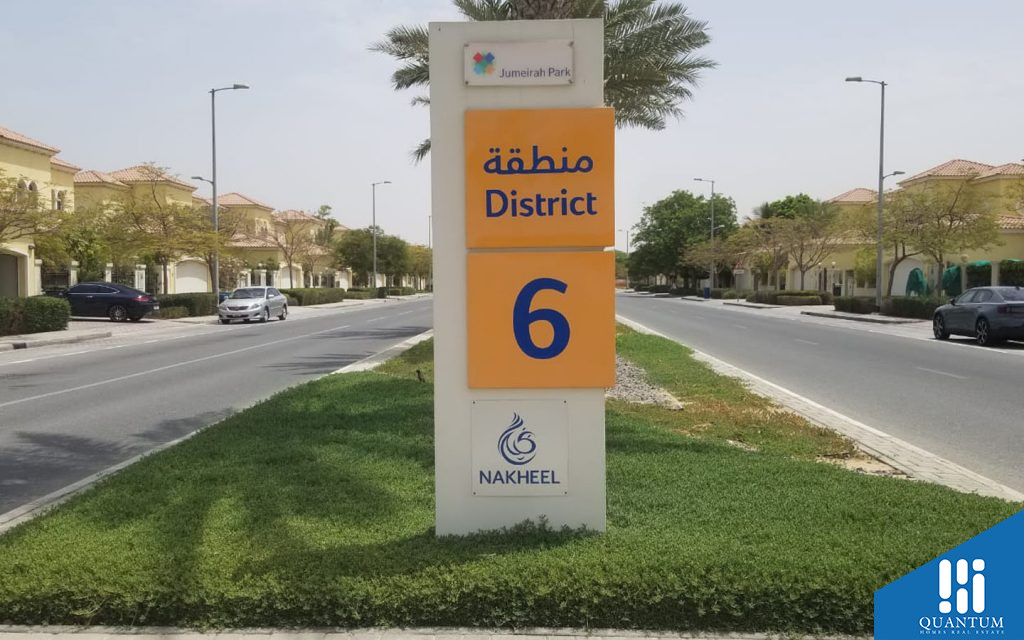 Jumeirah Park
منطقة
District
6
NAKHEEL
QUANTUM
HOMES REAL ESTATE